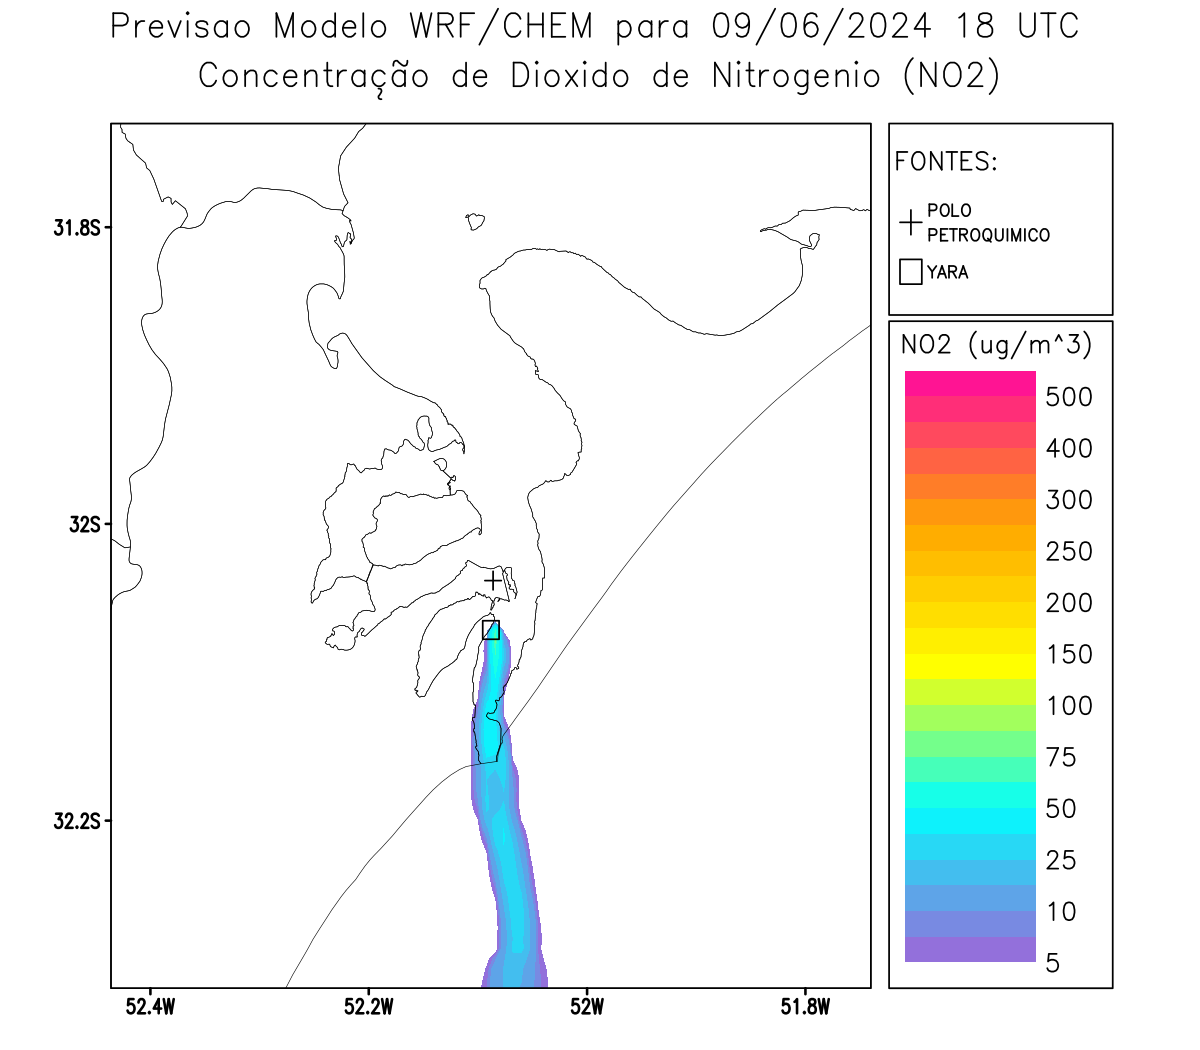 Previsao Modelo WRF/CHEM para 09/06/2024 18 UTC
Concentração de Dioxido de Nitrogenio (NO2)
FONTES:
POLO
PETROQUIMICO
YARA
NO2 (ug/m^3)
500
400
300
250
200
150
100
75
50
25
10
5
31.8S
32S
32.2S
52.4W
52.2W
52W
51.8W